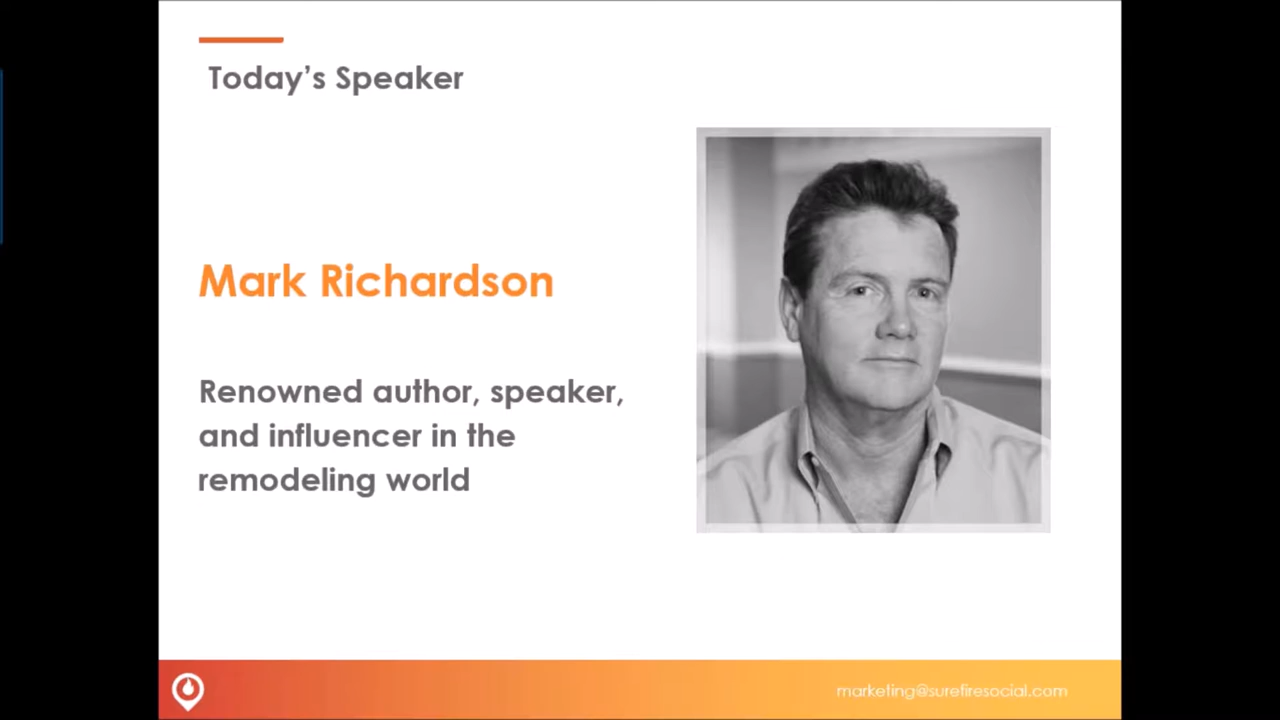 Today’s Speaker
Mark Richardson
Renowned author, speaker,
and influencer in the
remodeling world
marketing@surefiresocial.com